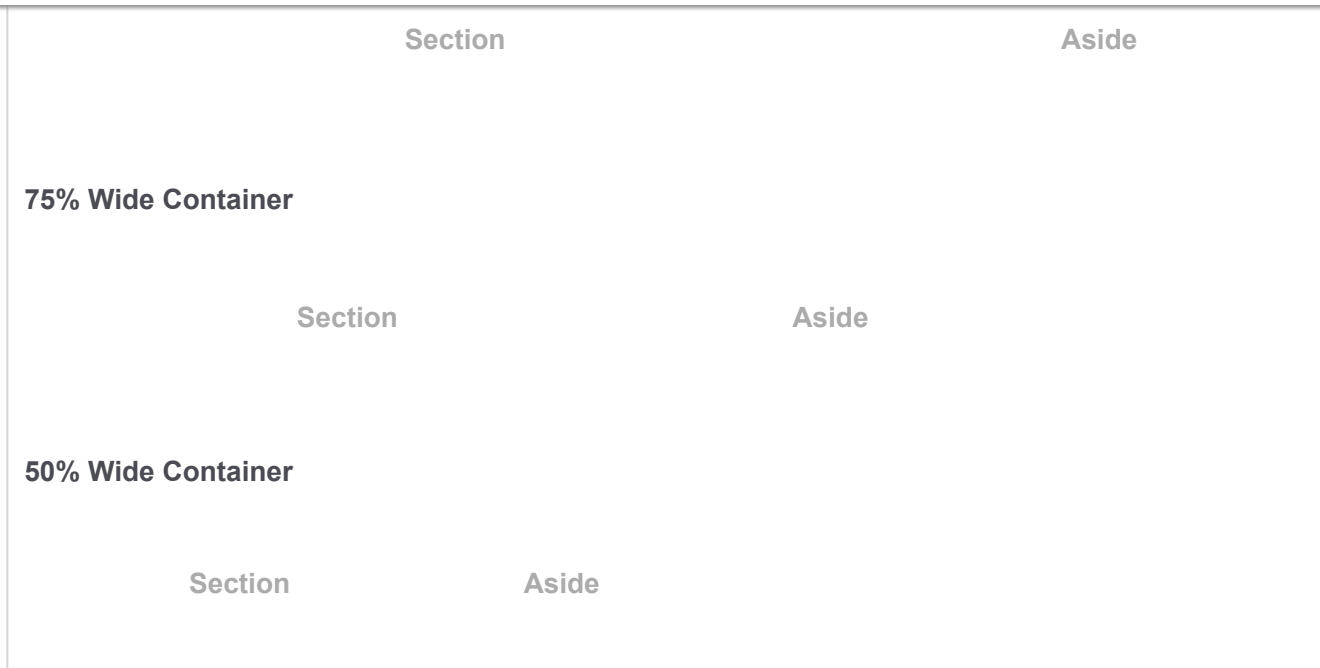 Section Aside
75% Wide Container
Section Aside
50% Wide Container
Section Aside